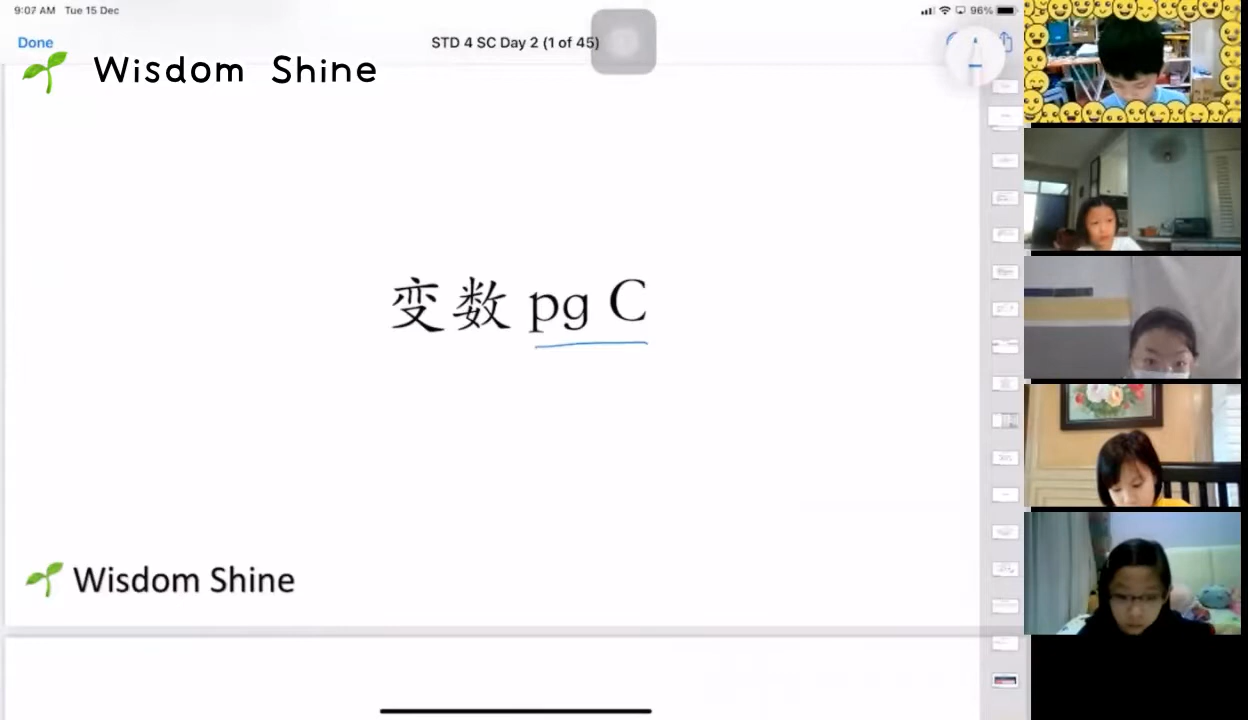 9:07 AM Tue 15 Dec
96%
Done
STD 4 SC Day 2 (1 of 45)
Wisdom Shine
变数 pg C
Wisdom Shine